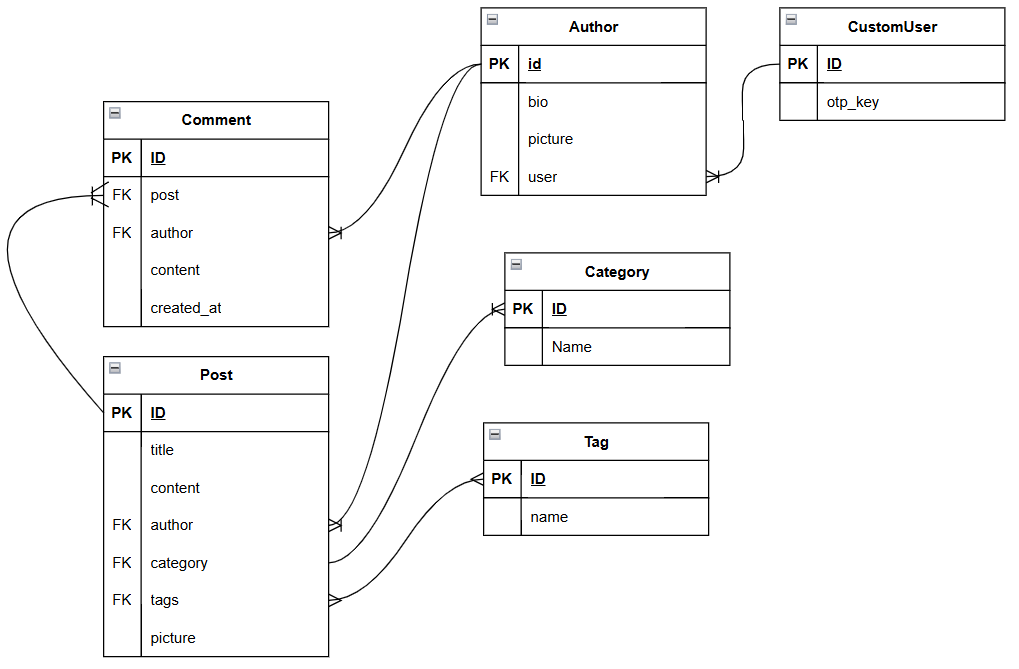 Author
PK id
bio
picture
FK user
CustomUser
PK ID
otp_key
Comment
PK ID
FK post
FK author
content
created_at
Category
PK ID
Name
Post
PK ID
title
content
FK author
FK category
FK tags
picture
Tag
PK ID
name